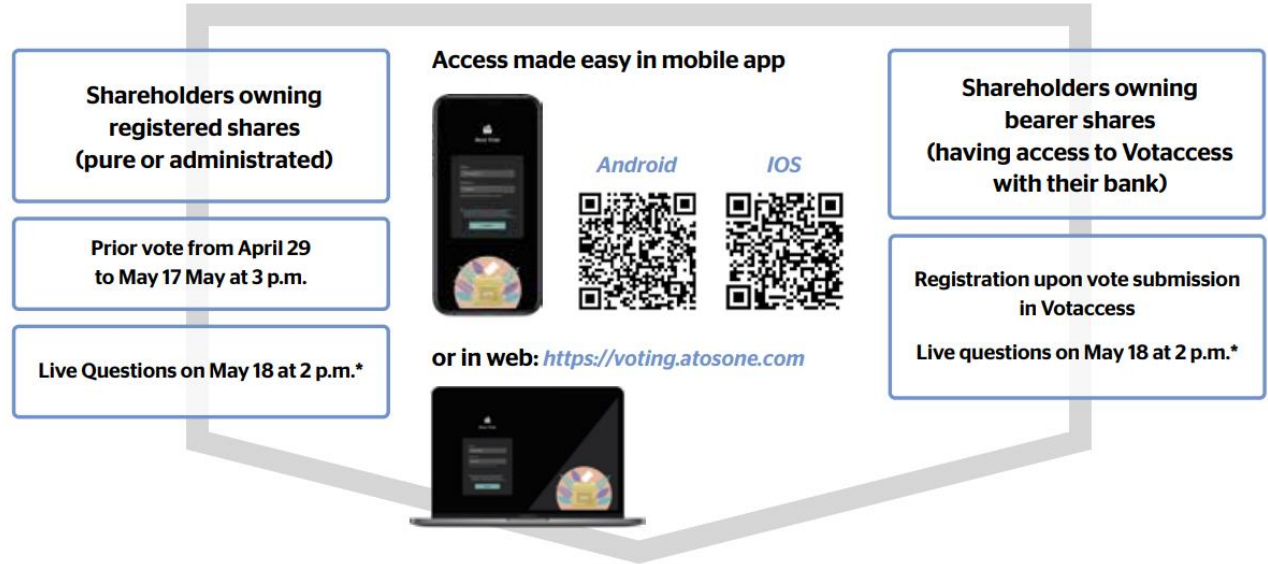 Shareholders owning
registered shares
(pure or administrated)
Prior vote from April 29
to May 17 May at 3 p.m.
Live Questions on May 18 at 2 p.m.*
Access made easy in mobile app
Android
IOS
or in web: https://voting.atosone.com
Shareholders owning
bearer shares
(having access to Votaccess
with their bank)
Registration upon vote submission
in Votaccess
Live questions on May 18 at 2 p.m.*